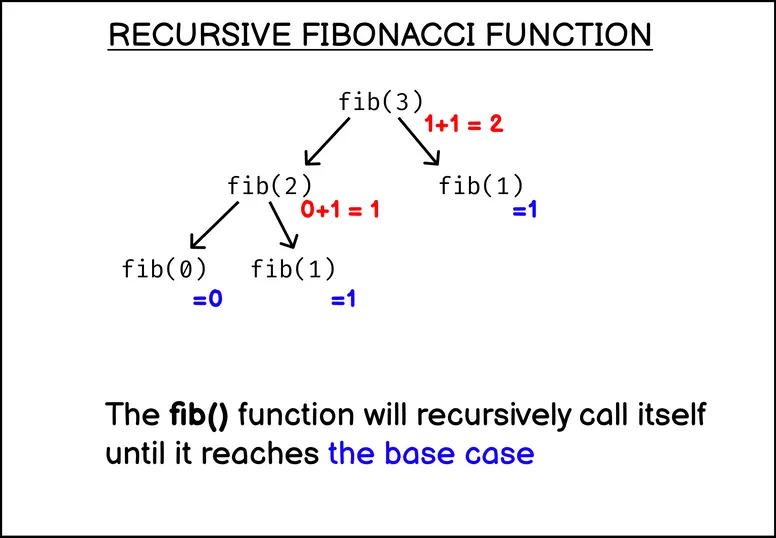 RECURSIVE FIBONACCI FUNCTION
fib(3)
1+1 = 2
fib(2)
fib(1)
0+1 = 1
=1
fib(0)
fib(1)
=0
=1
The fib() function will recursively call itself
until it reaches the base case